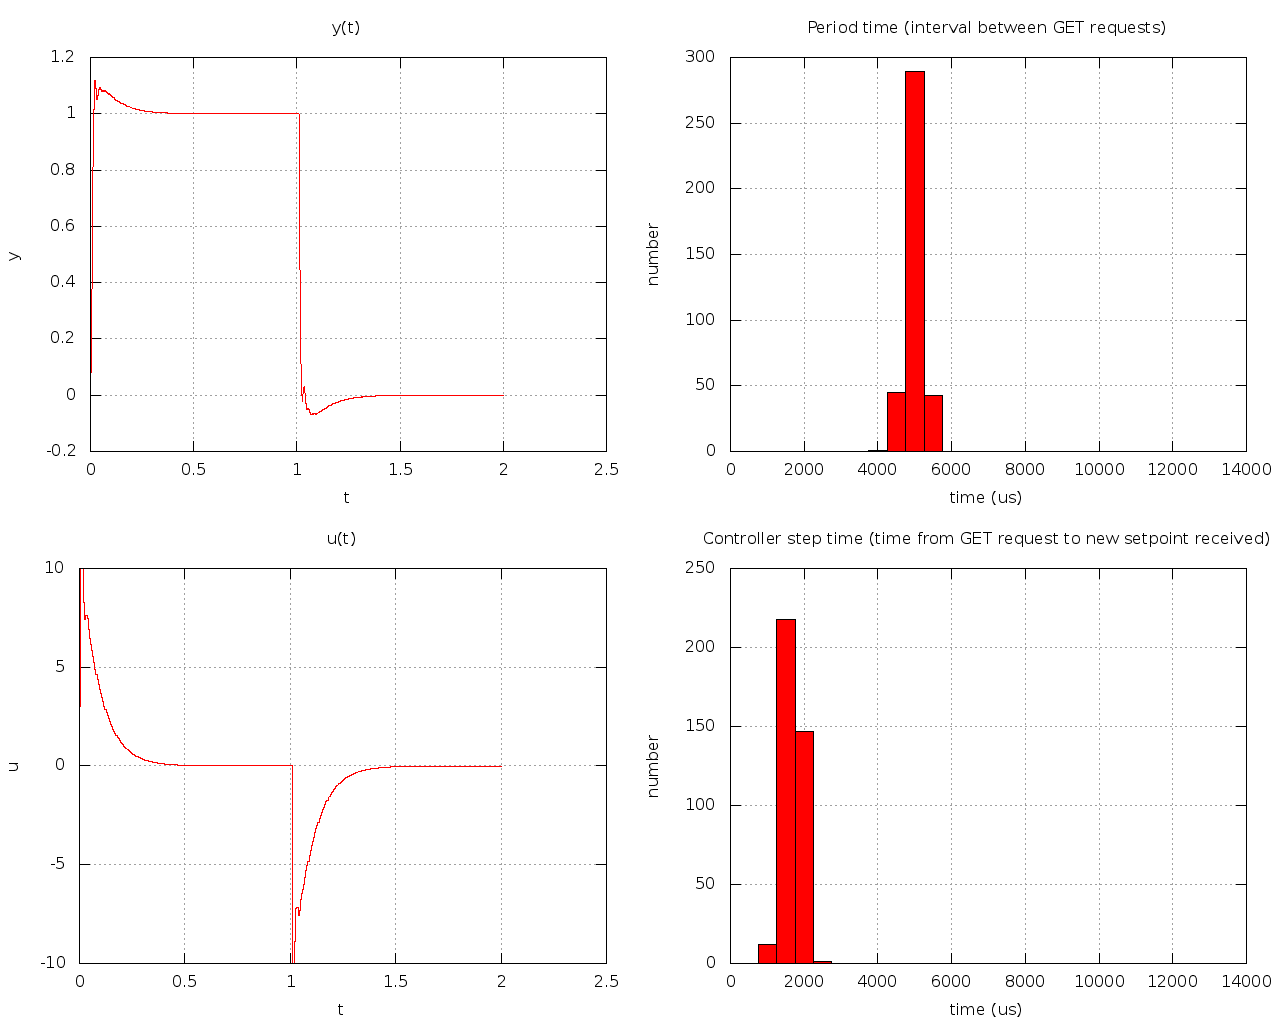 y(t)
1.2
1
0.8
0.6
0.4
0.2
0
-0.2
y
0 0.5 1 1.5 2 2.5
t
Period time (interval between GET requests)
300
250
200
150
100
50
0
number
0 2000 4000 6000 8000 10000 12000 14000
time (us)
u(t)
10
5
0
-5
-10
u
0 0.5 1 1.5 2 2.5
t
Controller step time (time from GET request to new setpoint received)
250
200
150
100
50
0
number
0 2000 4000 6000 8000 10000 12000 14000
time (us)